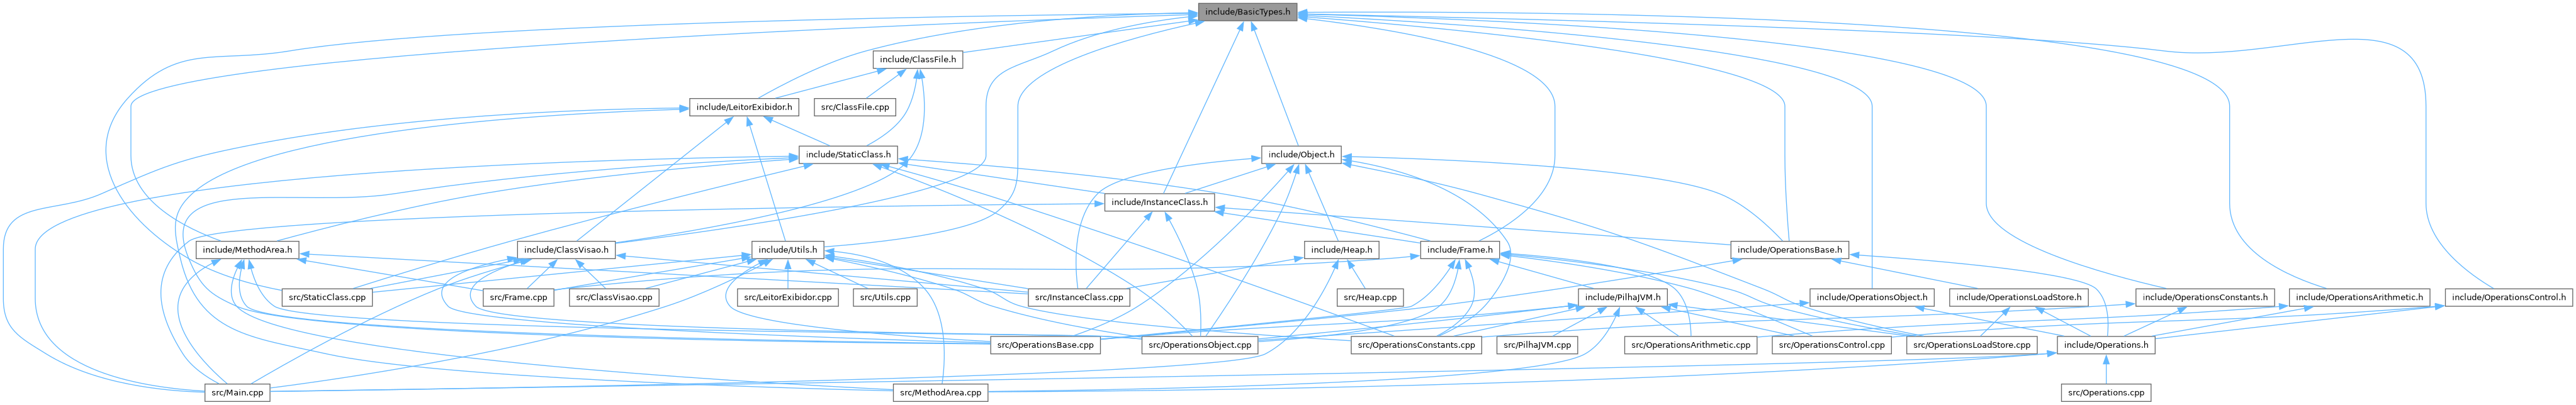 include/BasicTypes.h
include/ClassFile.h
include/LeitorExibidor.h
src/ClassFile.cpp
include/StaticClass.h
include/Object.h
include/InstanceClass.h
include/MethodArea.h
include/ClassVisao.h
include/Utils.h
include/Heap.h
include/Frame.h
include/OperationsBase.h
src/StaticClass.cpp
src/Frame.cpp
src/ClassVisao.cpp
src/LeitorExibidor.cpp
src/Utils.cpp
src/InstanceClass.cpp
src/Heap.cpp
include/PilhaJVM.h
include/OperationsObject.h
include/OperationsLoadStore.h
include/OperationsConstants.h
include/OperationsArithmetic.h
include/OperationsControl.h
src/OperationsBase.cpp
src/OperationsObject.cpp
src/OperationsConstants.cpp
src/PilhaJVM.cpp
src/OperationsArithmetic.cpp
src/OperationsControl.cpp
src/OperationsLoadStore.cpp
include/Operations.h
src/Main.cpp
src/MethodArea.cpp
src/Operations.cpp